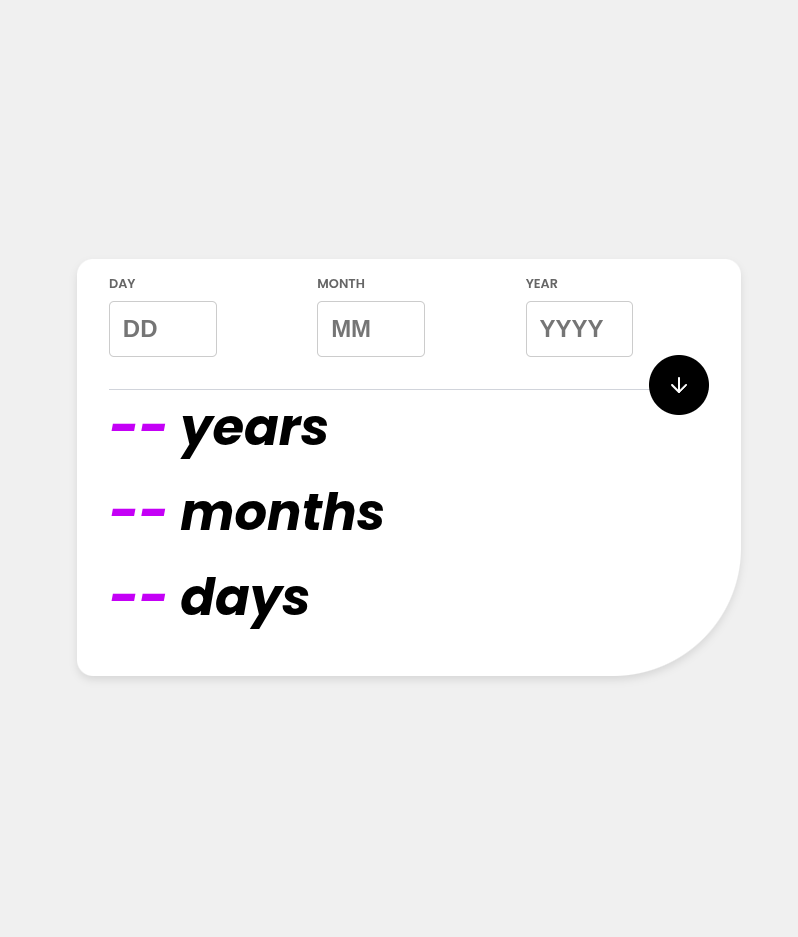 DAY MONTH YEAR
DD MM YYYY
-- years
-- months
-- days